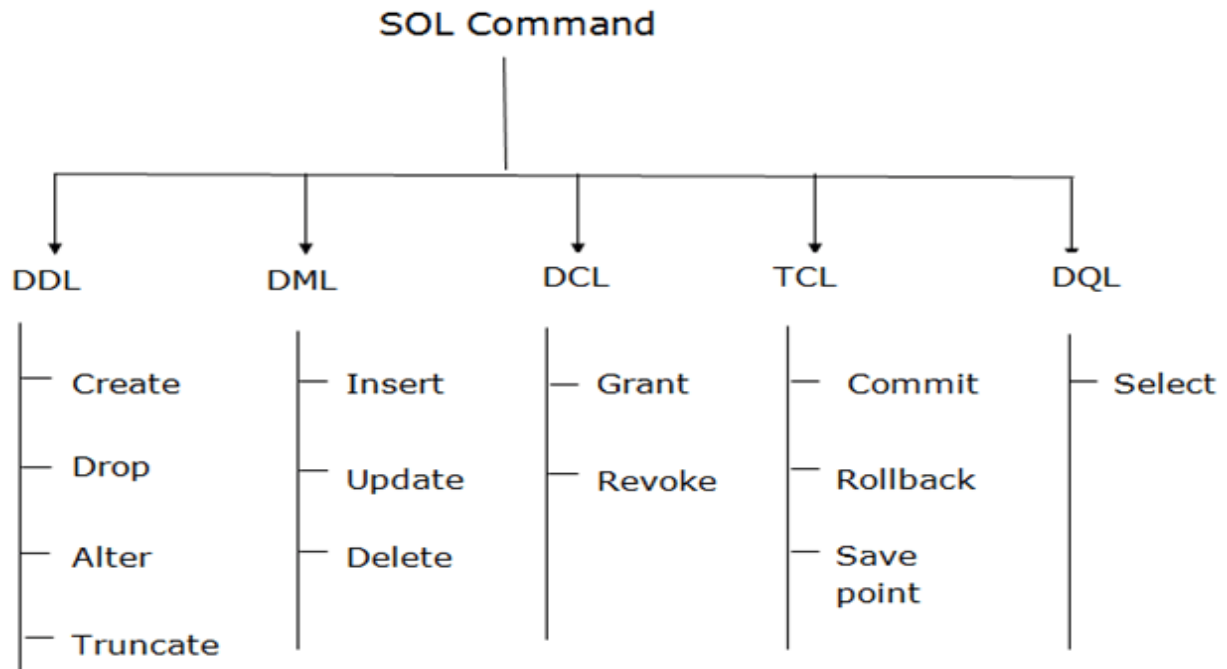 SOL Command
DDL DML DCL TCL DQL
Create Insert Grant Commit Select
Drop Update Revoke Rollback
Alter Delete Save
point
Truncate